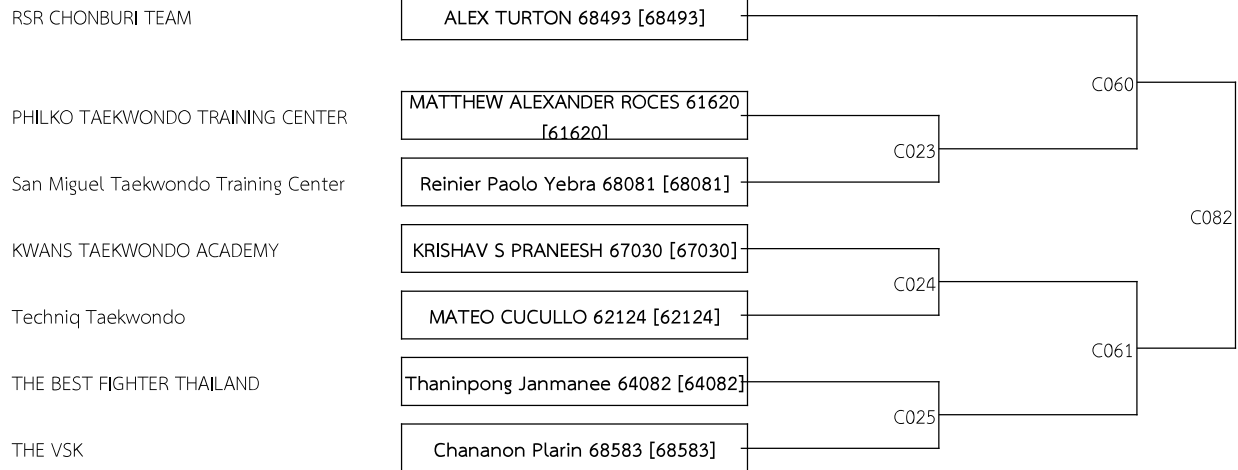 RSR CHONBURI TEAM ALEX TURTON 68493 [68493]
C060
PHILKO TAEKWONDO TRAINING CENTER MATTHEW ALEXANDER ROCES 61620
[61620]
C023
San Miguel Taekwondo Training Center Reinier Paolo Yebra 68081 [68081]
C082
KWANS TAEKWONDO ACADEMY KRISHAV S PRANEESH 67030 [67030]
C024
Techniq Taekwondo MATEO CUCULLO 62124 [62124]
C061
THE BEST FIGHTER THAILAND Thaninpong Janmanee 64082 [64082]
C025
THE VSK Chananon Plarin 68583 [68583]